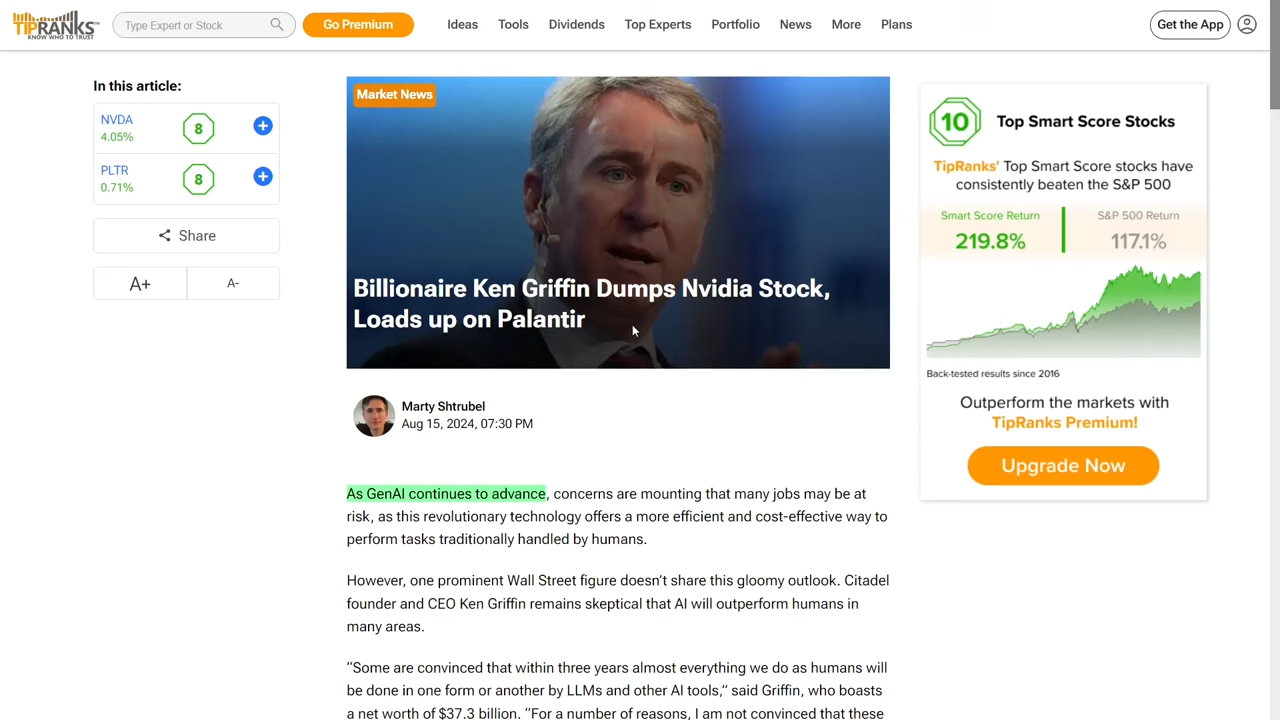 TIPRANKS
KNOW WHO TO TRUST
Type Expert or Stock
Go Premium
Ideas
Tools
Dividends
Top Experts
Portfolio
News
More
Plans
Get the App
In this article:
NVDA
4.05%
8
PLTR
0.71%
8
Share
A+
A-
Market News
Billionaire Ken Griffin Dumps Nvidia Stock,
Loads up on Palantir
Marty Shtrubel
Aug 15, 2024, 07:30 PM
As GenAI continues to advance, concerns are mounting that many jobs may be at
risk, as this revolutionary technology offers a more efficient and cost-effective way to
perform tasks traditionally handled by humans.
However, one prominent Wall Street figure doesn’t share this gloomy outlook. Citadel
founder and CEO Ken Griffin remains skeptical that AI will outperform humans in
many areas.
“Some are convinced that within three years almost everything we do as humans will
be done in one form or another by LLMs and other AI tools,” said Griffin, who boasts
a net worth of $37.3 billion. “For a number of reasons, I am not convinced that these
10
Top Smart Score Stocks
TipRanks' Top Smart Score stocks have
consistently beaten the S&P 500
Smart Score Return
219.8%
S&P 500 Return
117.1%
Back-tested results since 2016
Outperform the markets with
TipRanks Premium!
Upgrade Now